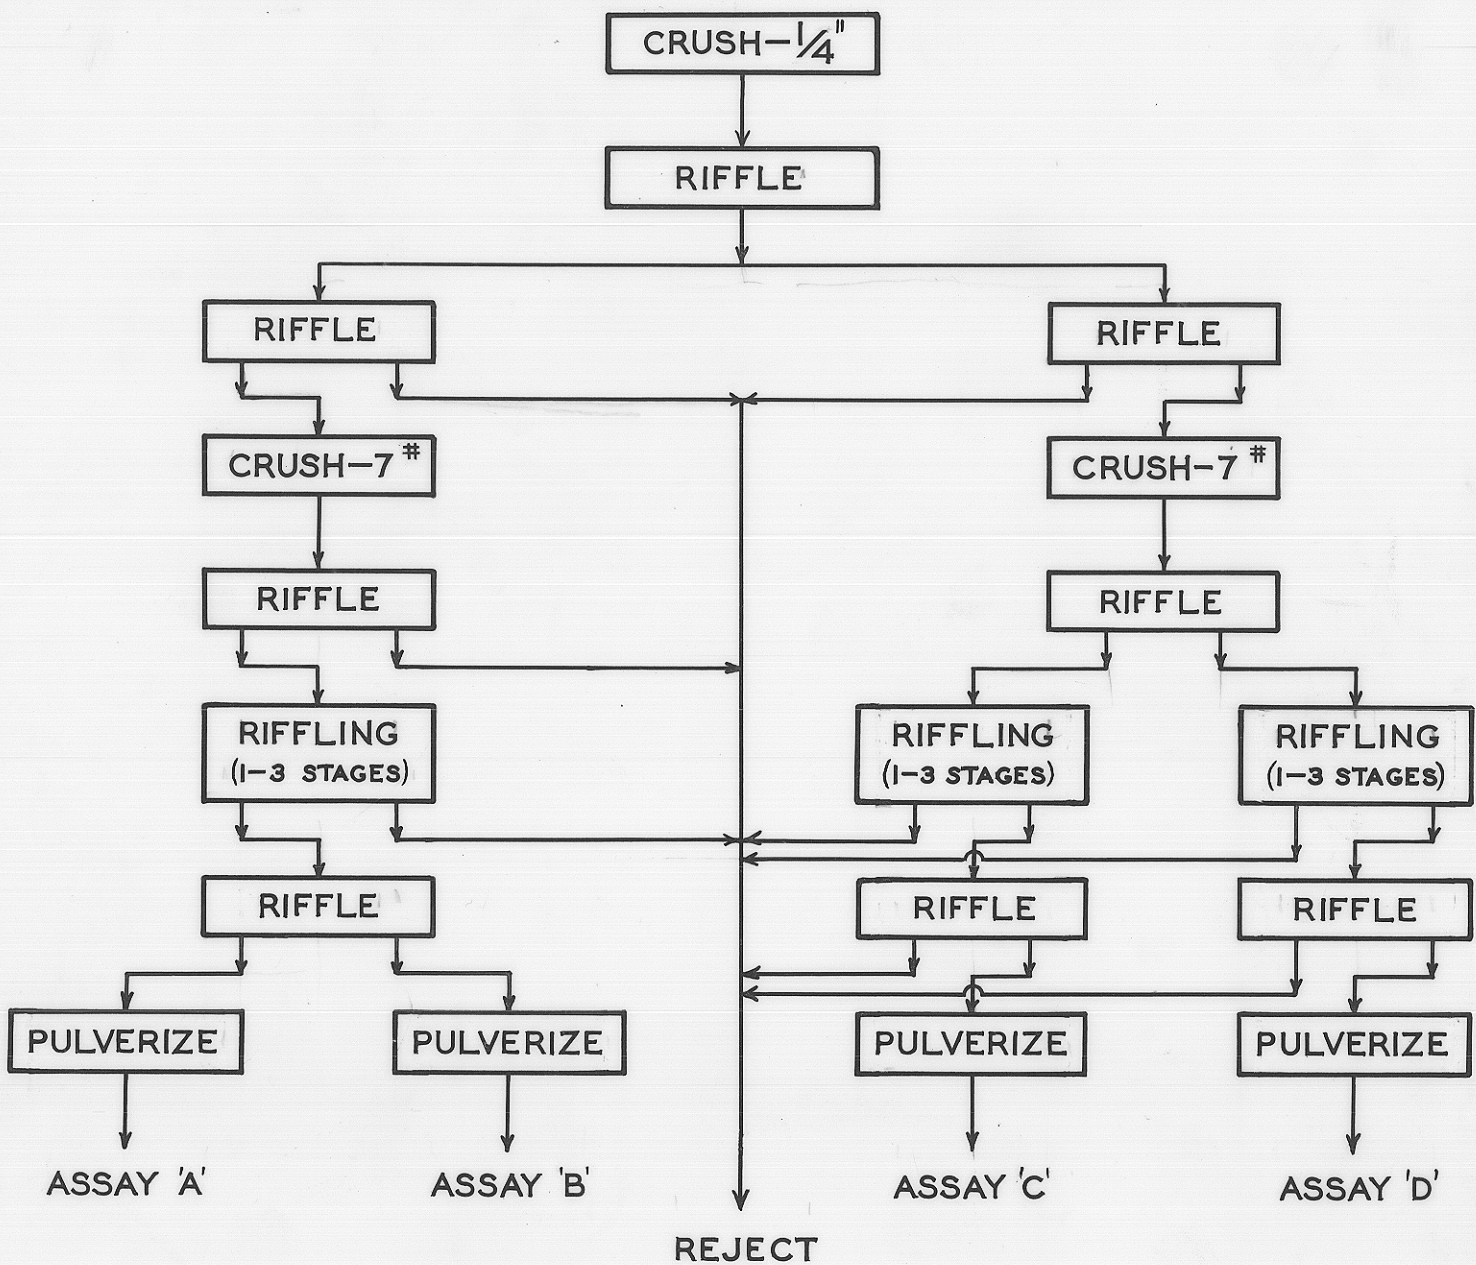 CRUSH-1/4"
RIFFLE
RIFFLE
RIFFLE
CRUSH-7#
CRUSH-7#
RIFFLE
RIFFLE
RIFFLING
(1-3 STAGES)
RIFFLING
(1-3 STAGES)
RIFFLING
(1-3 STAGES)
RIFFLE
RIFFLE
RIFFLE
PULVERIZE
PULVERIZE
PULVERIZE
PULVERIZE
ASSAY 'A'
ASSAY 'B'
ASSAY 'C'
ASSAY 'D'
REJECT